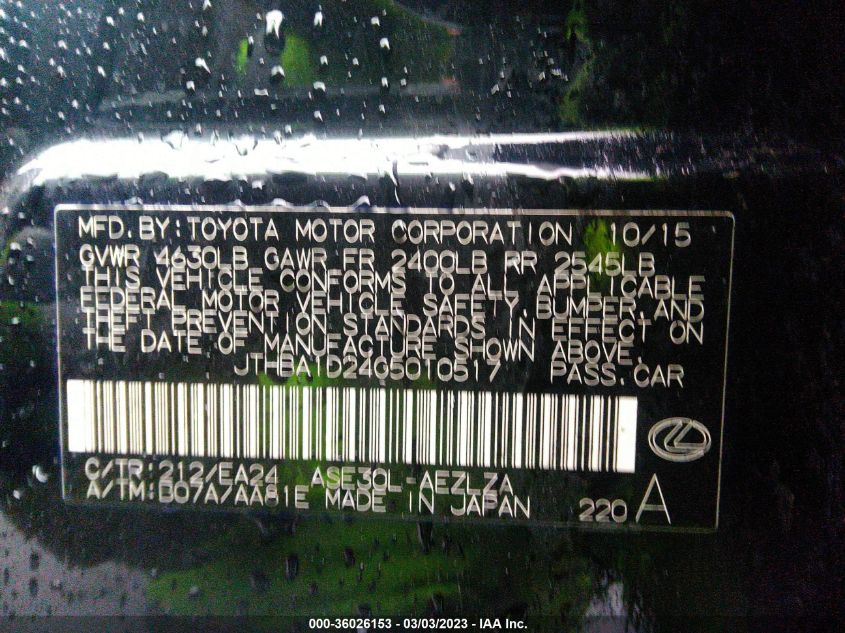 MFD.BY:TOYOTA MOTOR CORPORATION 10/15
GVWR 4630LB GAWR FR 2400LB RR 2545LB
THIS VEHICLE CONFORMS TO ALL APPLICABLE
FEDERAL MOTOR VEHICLE SAFETY,BUMPER,AND
THEFT PREVENTION STANDARDS IN EFFECT ON
THE DATE OF MANUFACTURE SHOWN ABOVE.
JTHBA1D24G5010517 PASS.CAR
C/TR:212/EA24 ASE30L-AEZLZA
A/TM:B07A/AA81E MADE IN JAPAN 220 A
000-36026153 - 03/03/2023 - IAA Inc.